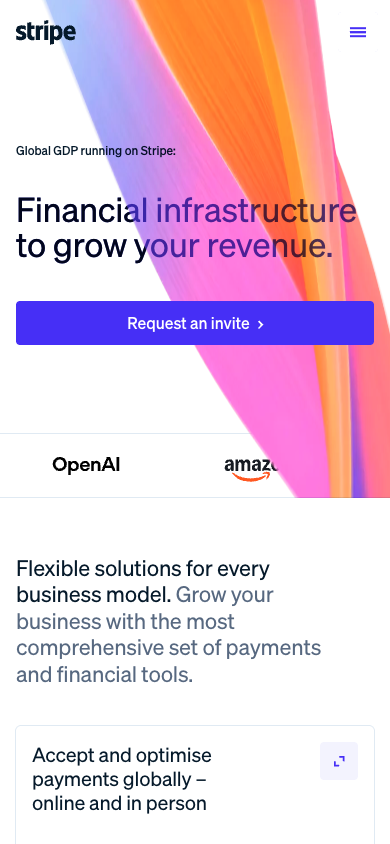 stripe
Global GDP running on Stripe:
Financial infrastructure
to grow your revenue.
Request an invite
OpenAI
amazo
Flexible solutions for every
business model. Grow your
business with the most
comprehensive set of payments
and financial tools.
Accept and optimise
payments globally –
online and in person